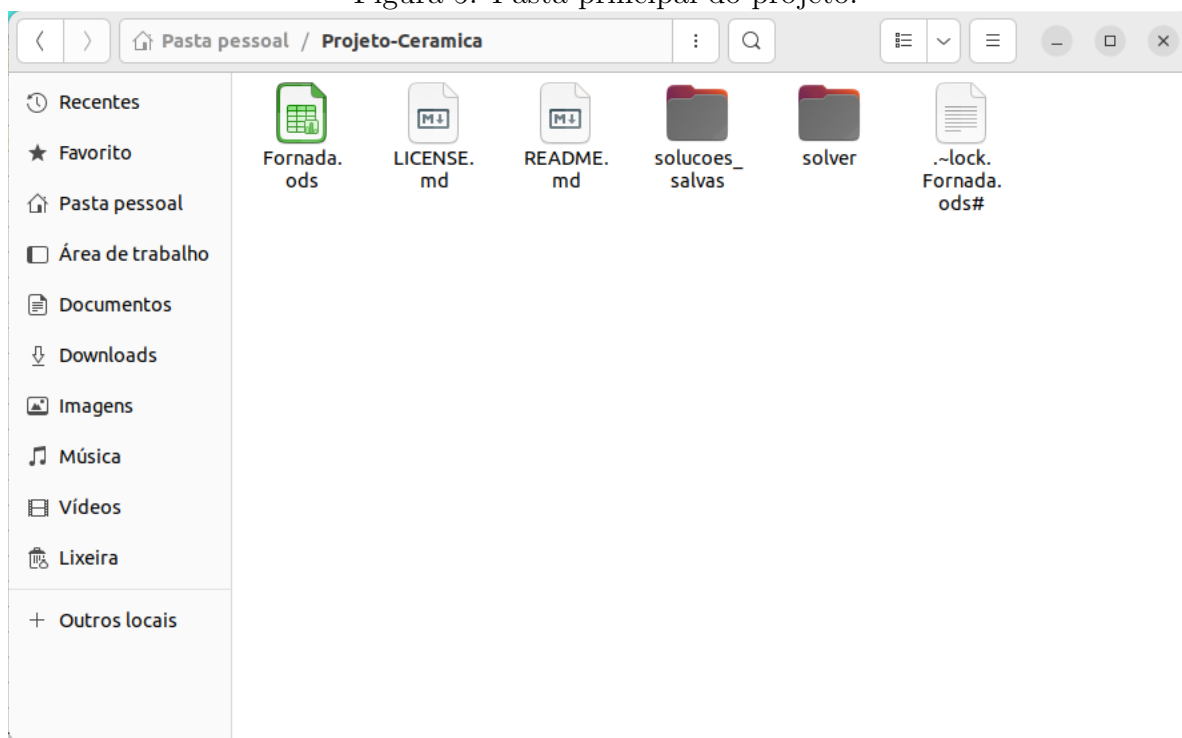 Figura 3: Pasta principal do projeto.
Pasta pessoal / Projeto-Ceramica
Recentes
Favorito
Pasta pessoal
Área de trabalho
Documentos
Downloads
Imagens
Música
Vídeos
Lixeira
+ Outros locais
Fornada.
ods
M↓
LICENSE.
md
M↓
README.
md
solucoes_
salvas
solver
.~lock.
Fornada.
ods#